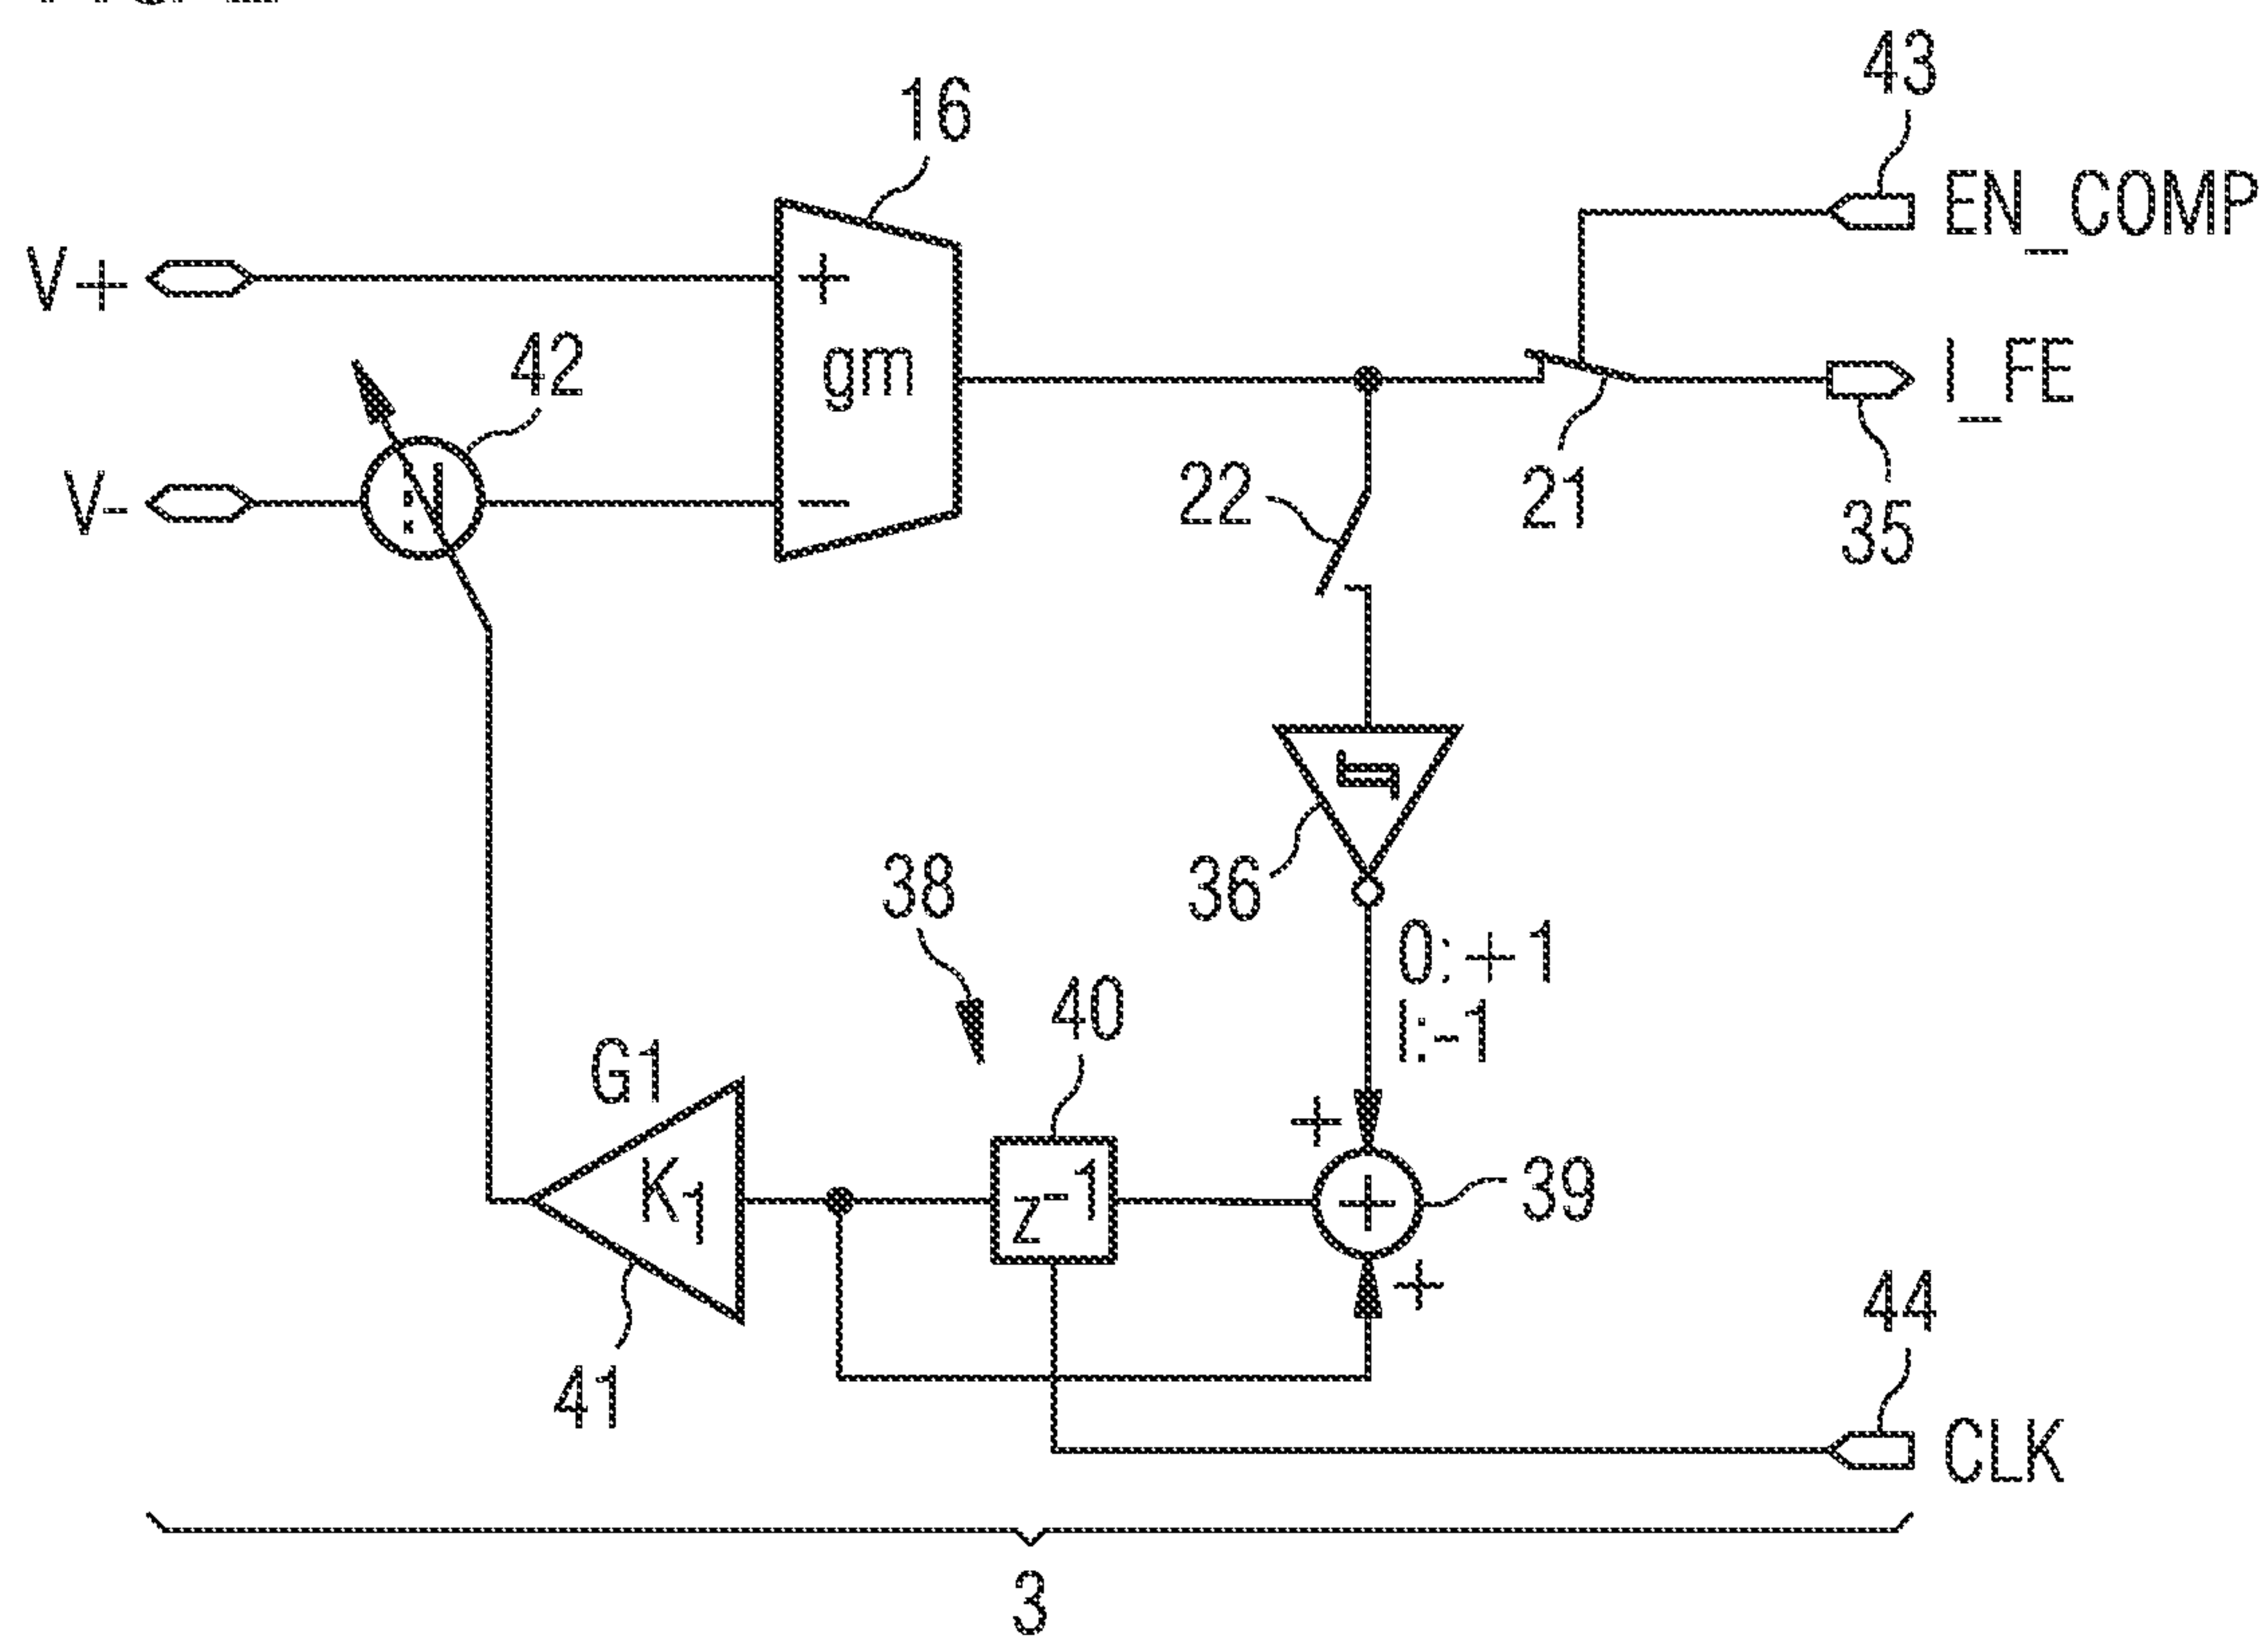 43
16
EN_COMP
V+
42
+
gm
I_FE
V-
N
−
22
21
35
36
38
0:+1
I:-1
40
G1
+
K1
z-1
+
39
+
44
41
CLK
3